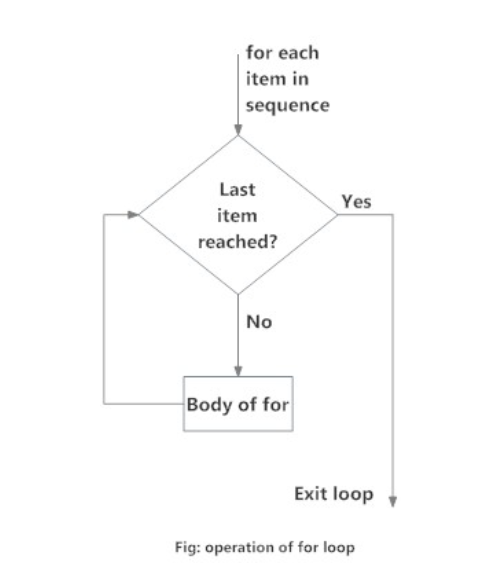 for each
item in
sequence
Last
item
reached?
Yes
No
Body of for
Exit loop
Fig: operation of for loop